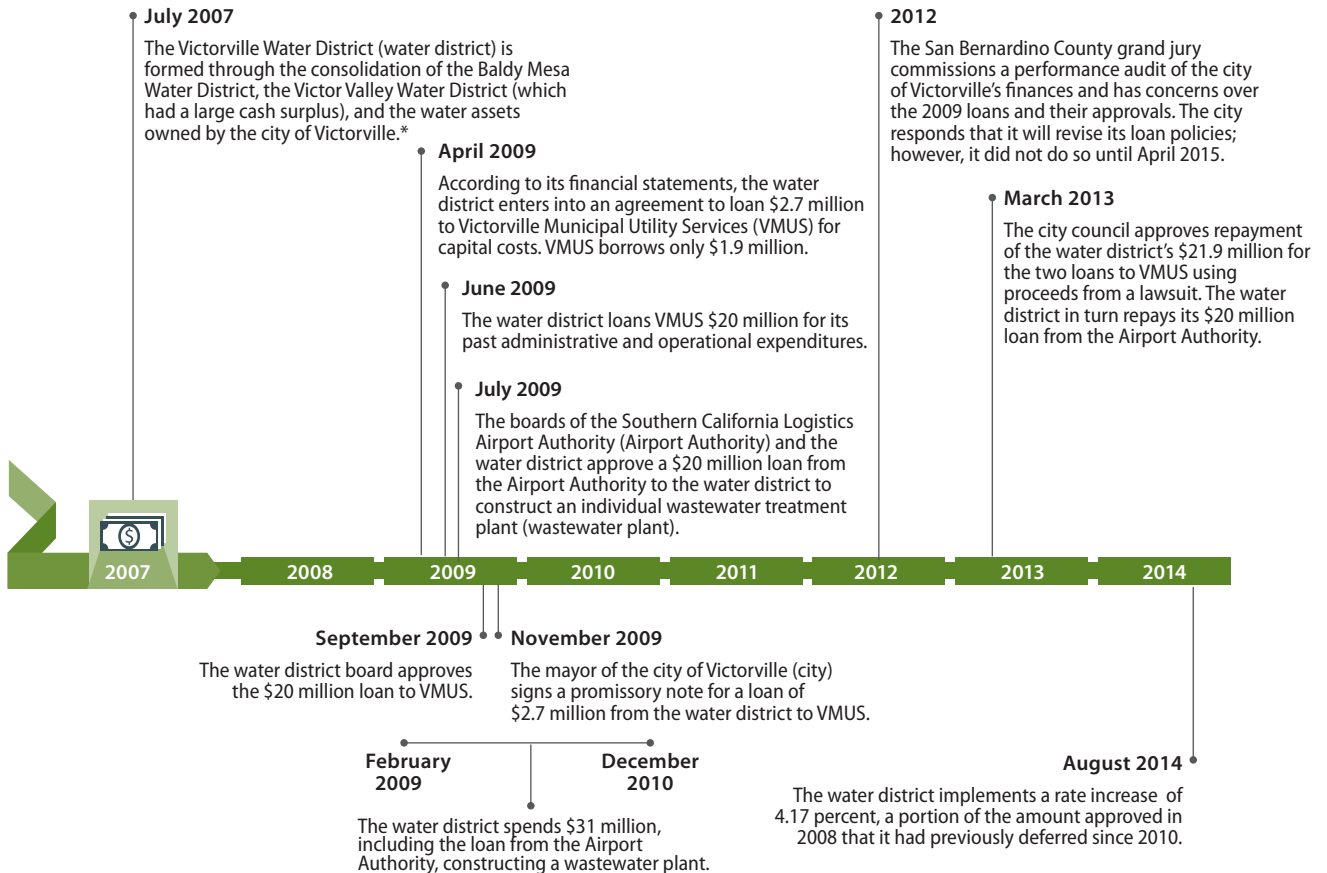 July 2007
The Victorville Water District (water district) is
formed through the consolidation of the Baldy Mesa
Water District, the Victor Valley Water District (which
had a large cash surplus), and the water assets
owned by the city of Victorville.*
April 2009
According to its financial statements, the water
district enters into an agreement to loan $2.7 million
to Victorville Municipal Utility Services (VMUS) for
capital costs. VMUS borrows only $1.9 million.
June 2009
The water district loans VMUS $20 million for its
past administrative and operational expenditures.
July 2009
The boards of the Southern California Logistics
Airport Authority (Airport Authority) and the
water district approve a $20 million loan from
the Airport Authority to the water district to
construct an individual wastewater treatment
plant (wastewater plant).
2012
The San Bernardino County grand jury
commissions a performance audit of the city
of Victorville's finances and has concerns over
the 2009 loans and their approvals. The city
responds that it will revise its loan policies;
however, it did not do so until April 2015.
March 2013
The city council approves repayment
of the water district's $21.9 million for
the two loans to VMUS using
proceeds from a lawsuit. The water
district in turn repays its $20 million
loan from the Airport Authority.
$
2007
2008
2009
2010
2011
2012
2013
2014
September 2009
The water district board approves
the $20 million loan to VMUS.
November 2009
The mayor of the city of Victorville (city)
signs a promissory note for a loan of
$2.7 million from the water district to VMUS.
February
2009
December
2010
The water district spends $31 million,
including the loan from the Airport
Authority, constructing a wastewater plant.
August 2014
The water district implements a rate increase of
4.17 percent, a portion of the amount approved in
2008 that it had previously deferred since 2010.